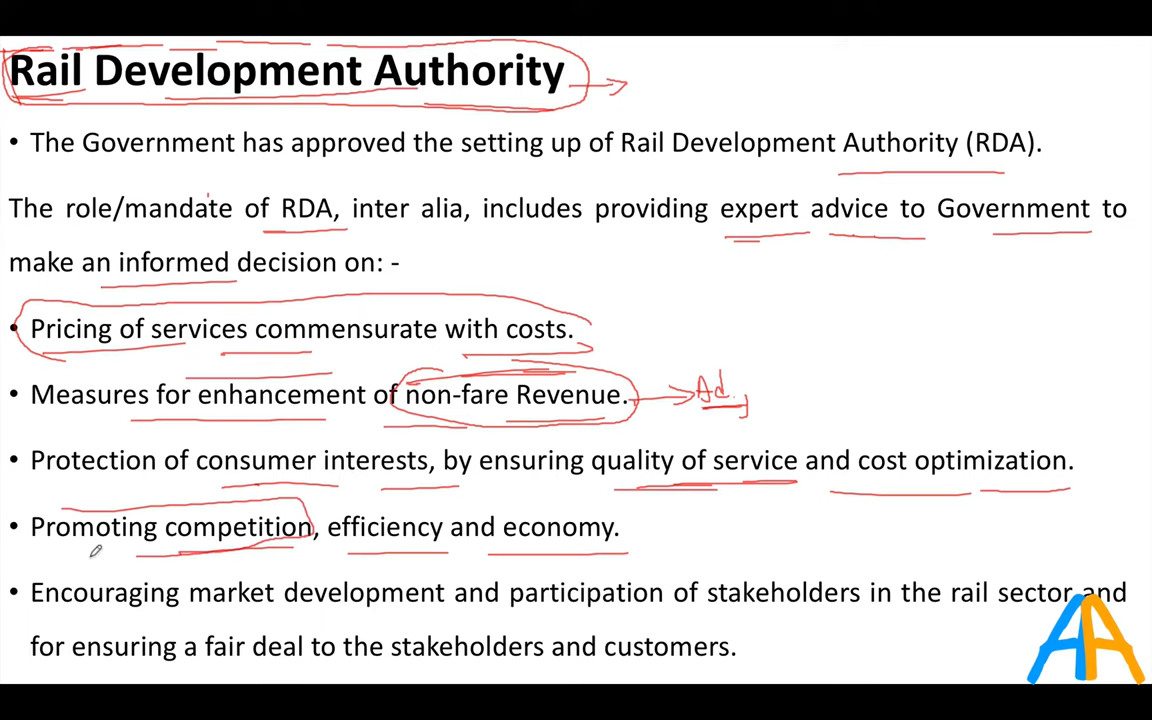 Rail Development Authority
• The Government has approved the setting up of Rail Development Authority (RDA).
The role/mandate of RDA, inter alia, includes providing expert advice to Government to
make an informed decision on: -
• Pricing of services commensurate with costs.
• Measures for enhancement of non-fare Revenue. Ad.
• Protection of consumer interests, by ensuring quality of service and cost optimization.
• Promoting competition, efficiency and economy.
• Encouraging market development and participation of stakeholders in the rail sector and
for ensuring a fair deal to the stakeholders and customers.
AA